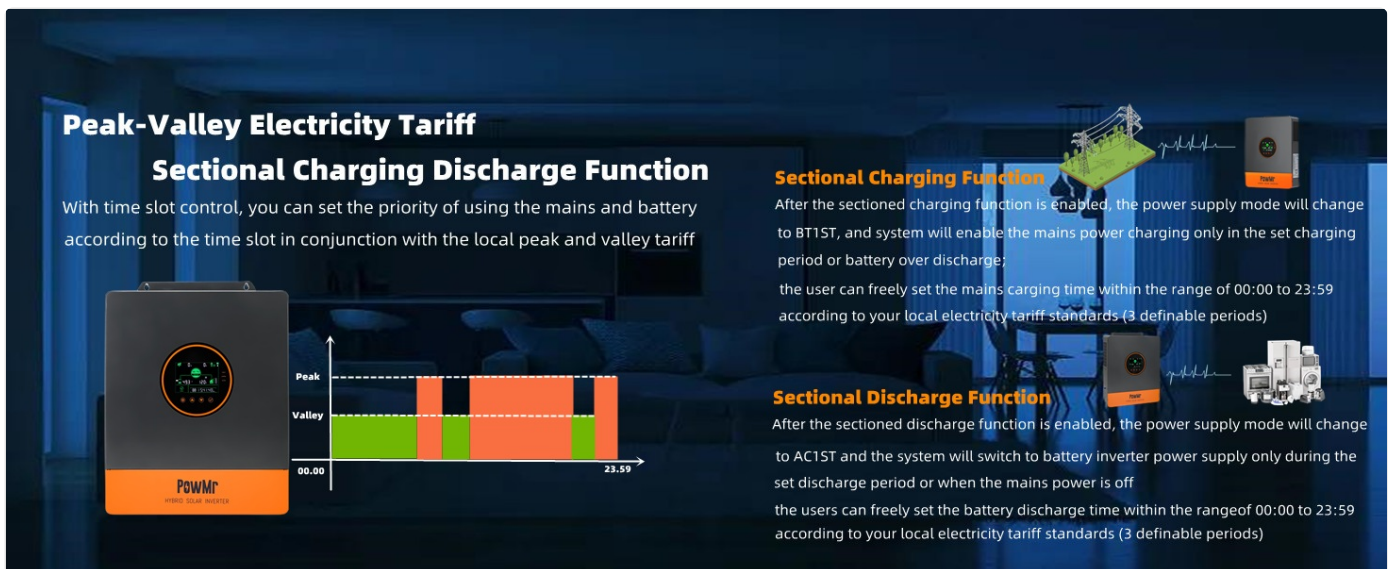 Peak-Valley Electricity Tariff
Sectional Charging Discharge Function
With time slot control, you can set the priority of using the mains and battery
according to the time slot in conjunction with the local peak and valley tariff
Peak
Valley
00.00
23.59
PowMr
HYBRID SOLAR INVERTER
Sectional Charging Function
After the sectioned charging function is enabled, the power supply mode will change
to BT1ST, and system will enable the mains power charging only in the set charging
period or battery over discharge;
the user can freely set the mains carging time within the range of 00:00 to 23:59
according to your local electricity tariff standards (3 definable periods)
PowMr
Sectional Discharge Function
After the sectioned discharge function is enabled, the power supply mode will change
to AC1ST and the system will switch to battery inverter power supply only during the
set discharge period or when the mains power is off
the users can freely set the battery discharge time within the rangeof 00:00 to 23:59
according to your local electricity tariff standards (3 definable periods)
PowMr